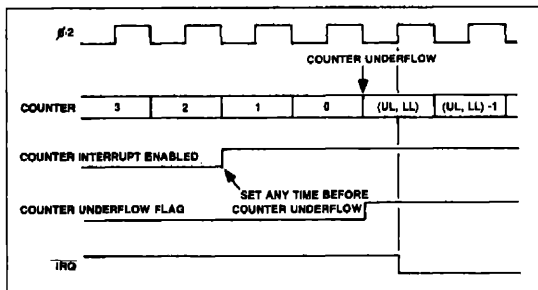 ø·2
COUNTER UNDERFLOW
COUNTER 3 2 1 0 (UL, LL) (UL, LL) -1
COUNTER INTERRUPT ENABLED
SET ANY TIME BEFORE
COUNTER UNDERFLOW
COUNTER UNDERFLOW FLAG
IRQ